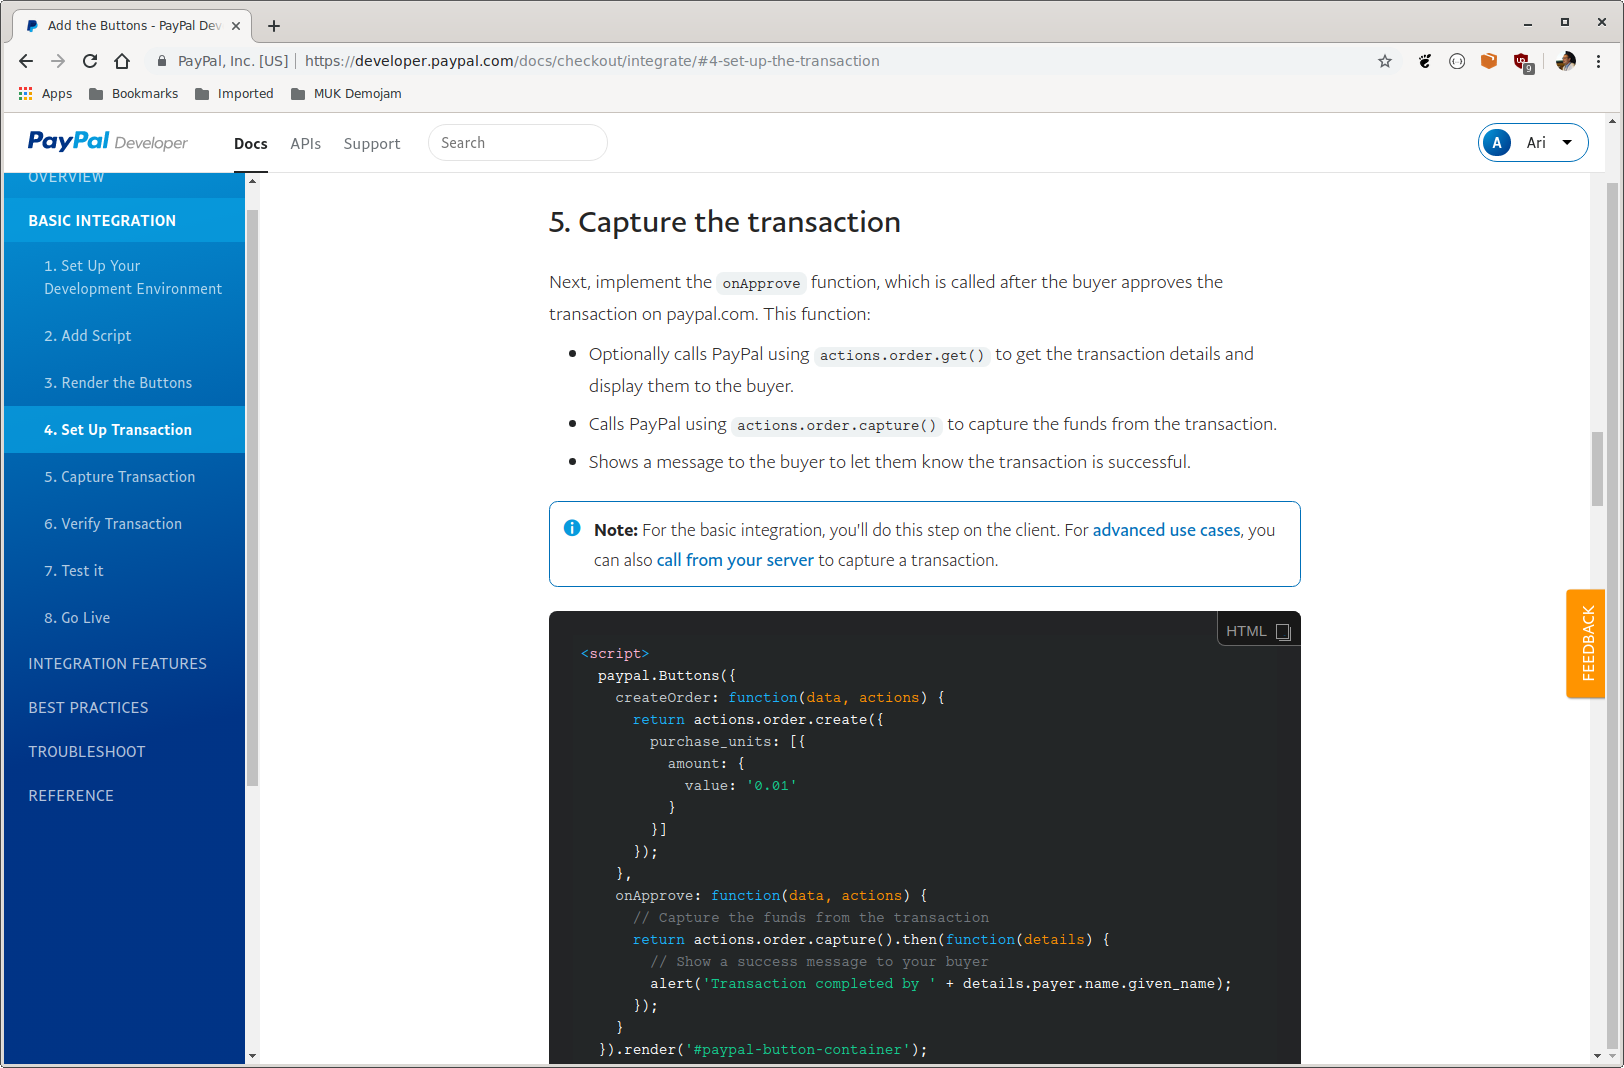 Add the Buttons - PayPal Dev
PayPal, Inc. [US] | https://developer.paypal.com/docs/checkout/integrate/#4-set-up-the-transaction
9
Apps Bookmarks Imported MUK Demojam
PayPal Developer Docs APIs Support Search A Ari
OVERVIEW
BASIC INTEGRATION
1. Set Up Your
Development Environment
2. Add Script
3. Render the Buttons
4. Set Up Transaction
5. Capture Transaction
6. Verify Transaction
7. Test it
8. Go Live
INTEGRATION FEATURES
BEST PRACTICES
TROUBLESHOOT
REFERENCE
5. Capture the transaction
Next, implement the onApprove function, which is called after the buyer approves the
transaction on paypal.com. This function:
Optionally calls PayPal using actions.order.get() to get the transaction details and
display them to the buyer.
Calls PayPal using actions.order.capture() to capture the funds from the transaction.
Shows a message to the buyer to let them know the transaction is successful.
Note: For the basic integration, you'll do this step on the client. For advanced use cases, you
can also call from your server to capture a transaction.
HTML
<script>
  paypal.Buttons({
    createOrder: function(data, actions) {
      return actions.order.create({
        purchase_units: [{
          amount: {
            value: '0.01'
          }
        }]
      });
    },
    onApprove: function(data, actions) {
      // Capture the funds from the transaction
      return actions.order.capture().then(function(details) {
        // Show a success message to your buyer
        alert('Transaction completed by ' + details.payer.name.given_name);
      });
    }
  }).render('#paypal-button-container');
FEEDBACK